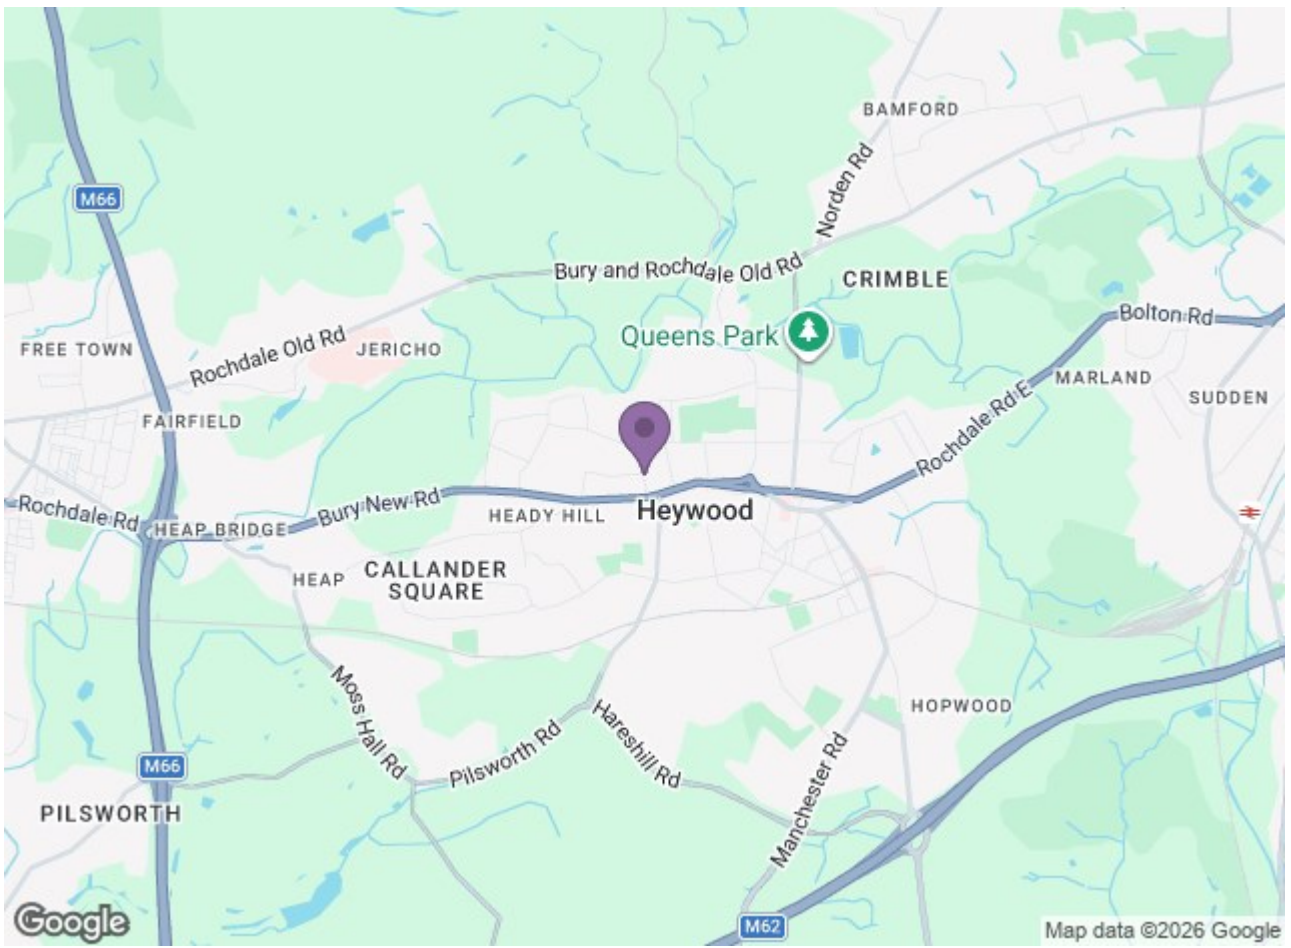 BAMFORD
M66
Norden Rd
Bury and Rochdale Old Rd
CRIMBLE
Bolton Rd
Queens Park
FREE TOWN
Rochdale Old Rd
JERICHO
MARLAND
SUDDEN
FAIRFIELD
Rochdale Rd E
Rochdale Rd
Bury New Rd
HEADY HILL
Heywood
HEAP BRIDGE
HEAP
CALLANDER
SQUARE
Moss Hall Rd
HOPWOOD
Pilsworth Rd
Hareshill Rd
Manchester Rd
M66
PILSWORTH
M62
Google
Map data ©2026 Google